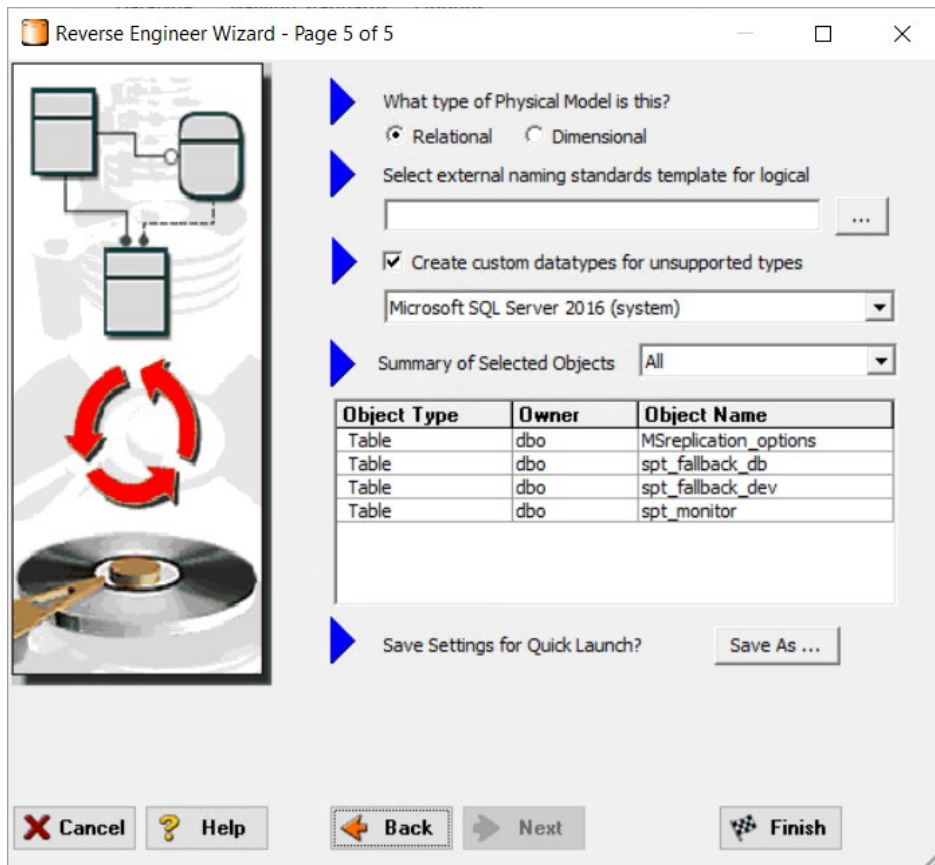 Reverse Engineer Wizard - Page 5 of 5
What type of Physical Model is this?
Relational Dimensional
Select external naming standards template for logical
...
Create custom datatypes for unsupported types
Microsoft SQL Server 2016 (system)
Summary of Selected Objects All
Object Type Owner Object Name
Table dbo MSreplication_options
Table dbo spt_fallback_db
Table dbo spt_fallback_dev
Table dbo spt_monitor
Save Settings for Quick Launch? Save As ...
Cancel Help Back Next Finish